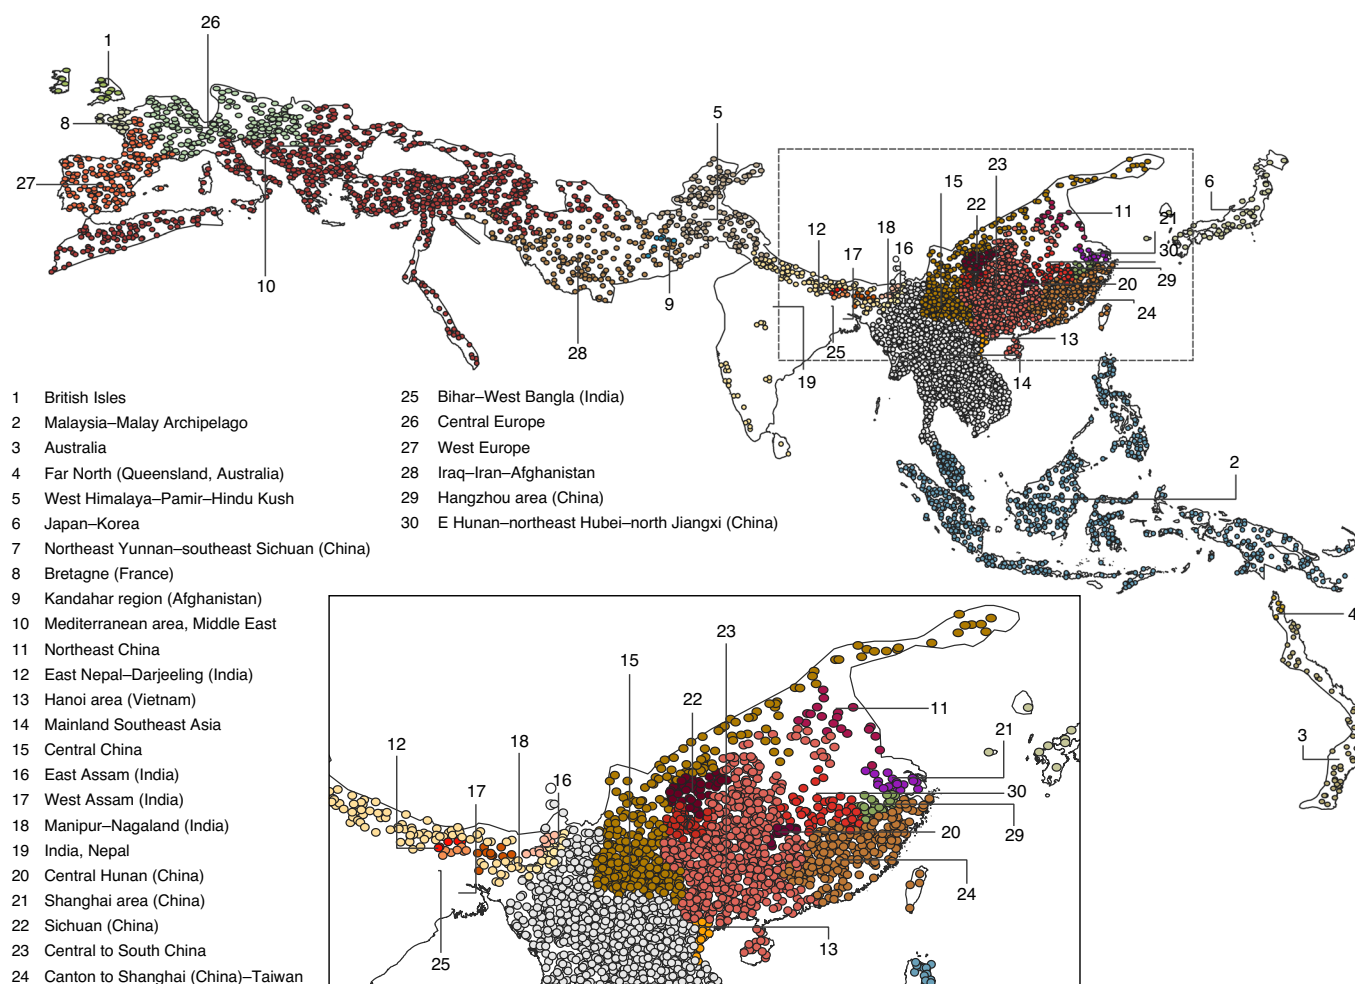 26
1
5
8
23
15
22
6
27
11
21
12
18
16
17
30
29
20
10
9
24
28
25
19
13
14
2
4
3
1 British Isles
2 Malaysia–Malay Archipelago
3 Australia
4 Far North (Queensland, Australia)
5 West Himalaya–Pamir–Hindu Kush
6 Japan–Korea
7 Northeast Yunnan–southeast Sichuan (China)
8 Bretagne (France)
9 Kandahar region (Afghanistan)
10 Mediterranean area, Middle East
11 Northeast China
12 East Nepal–Darjeeling (India)
13 Hanoi area (Vietnam)
14 Mainland Southeast Asia
15 Central China
16 East Assam (India)
17 West Assam (India)
18 Manipur–Nagaland (India)
19 India, Nepal
20 Central Hunan (China)
21 Shanghai area (China)
22 Sichuan (China)
23 Central to South China
24 Canton to Shanghai (China)–Taiwan
25 Bihar–West Bangla (India)
26 Central Europe
27 West Europe
28 Iraq–Iran–Afghanistan
29 Hangzhou area (China)
30 E Hunan–northeast Hubei–north Jiangxi (China)
23
15
22
11
21
12
18
16
17
30
29
20
24
13
25